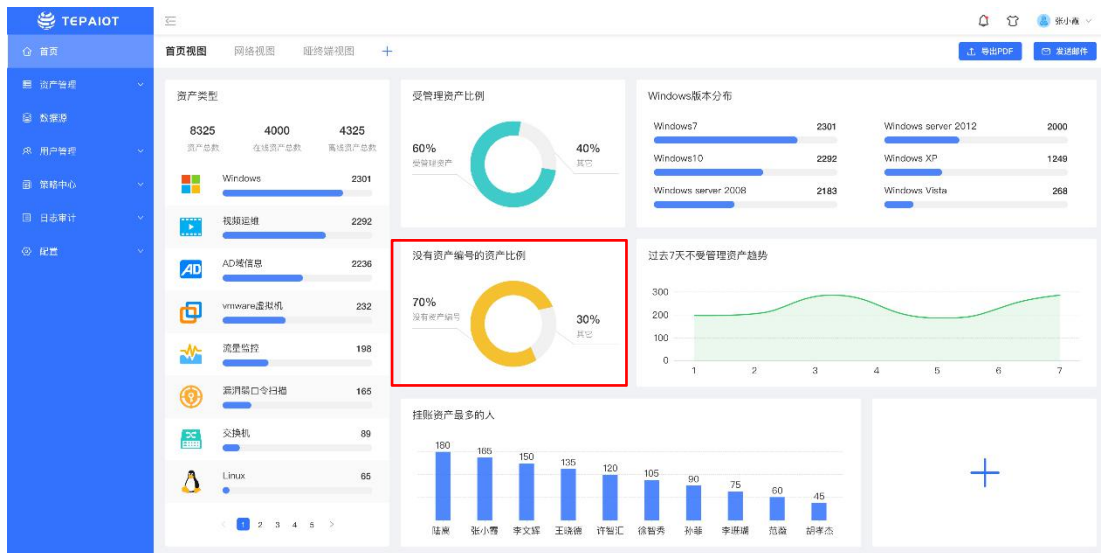 TEPAIOT
张小霞
首页
首页视图 网络视图 哑终端视图
导出PDF 发送邮件
资产管理
数据源
用户管理
策略中心
日志审计
配置
资产类型
8325 4000 4325
资产总数 在线资产总数 离线资产总数
Windows 2301
视频运维 2292
AD域信息 2236
vmware虚拟机 232
流量监控 198
漏洞弱口令扫描 165
交换机 89
Linux 65
1 2 3 4 5
受管理资产比例
60%
受管理资产
40%
其它
Windows版本分布
Windows7 2301
Windows server 2012 2000
Windows10 2292
Windows XP 1249
Windows server 2008 2183
Windows Vista 268
没有资产编号的资产比例
70%
没有资产编号
30%
其它
过去7天不受管理资产趋势
300
200
100
0
1 2 3 4 5 6 7
挂账资产最多的人
180 165 150 135 120 105 90 75 60 45
陆离 张小霞 李文辉 王晓德 许智汇 徐智秀 孙菲 李珊瑚 范薇 胡孝杰